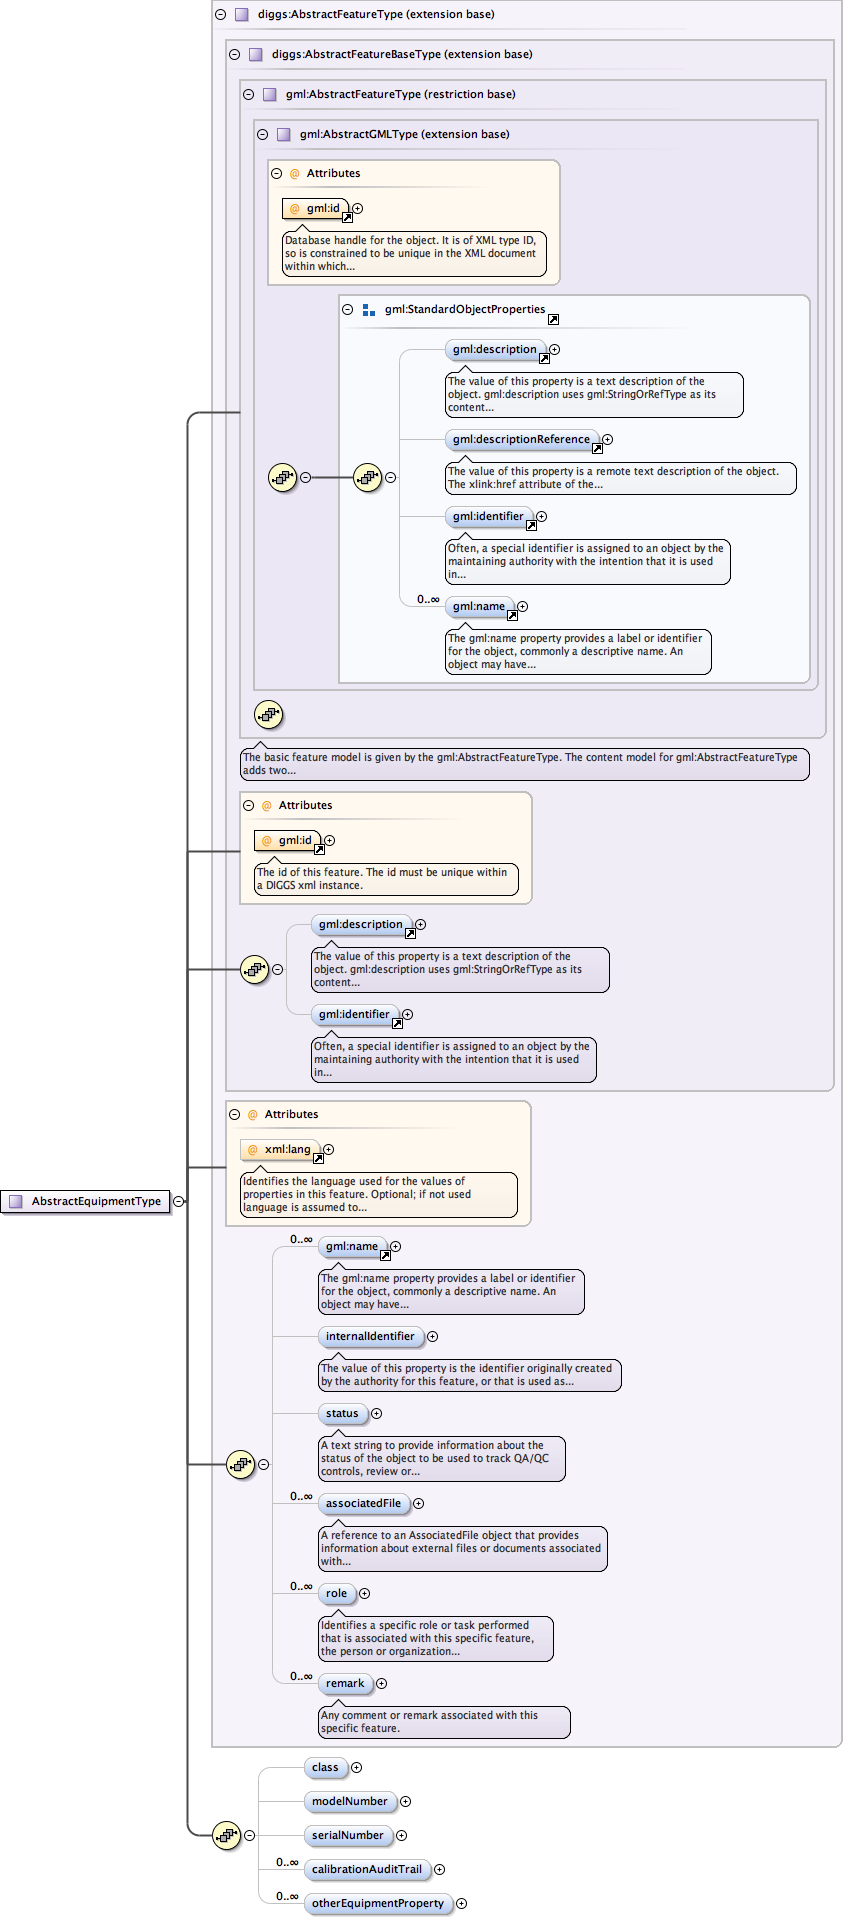 diggs:AbstractFeatureType (extension base)
diggs:AbstractFeatureBaseType (extension base)
gml:AbstractFeatureType (restriction base)
gml:AbstractGMLType (extension base)
@ Attributes
@ gml:id
Database handle for the object. It is of XML type ID,
so is constrained to be unique in the XML document
within which...
gml:StandardObjectProperties
gml:description
The value of this property is a text description of the
object. gml:description uses gml:StringOrRefType as its
content...
gml:descriptionReference
The value of this property is a remote text description of the object.
The xlink:href attribute of the...
gml:identifier
Often, a special identifier is assigned to an object by the
maintaining authority with the intention that it is used
in...
0..∞
gml:name
The gml:name property provides a label or identifier
for the object, commonly a descriptive name. An
object may have...
The basic feature model is given by the gml:AbstractFeatureType. The content model for gml:AbstractFeatureType
adds two...
@ Attributes
@ gml:id
The id of this feature. The id must be unique within
a DIGGS xml instance.
gml:description
The value of this property is a text description of the
object. gml:description uses gml:StringOrRefType as its
content...
gml:identifier
Often, a special identifier is assigned to an object by the
maintaining authority with the intention that it is used
in...
@ Attributes
@ xml:lang
Identifies the language used for the values of
properties in this feature. Optional; if not used
language is assumed to...
AbstractEquipmentType
0..∞
gml:name
The gml:name property provides a label or identifier
for the object, commonly a descriptive name. An
object may have...
internalIdentifier
The value of this property is the identifier originally created
by the authority for this feature, or that is used as...
status
A text string to provide information about the
status of the object to be used to track QA/QC
controls, review or...
0..∞
associatedFile
A reference to an AssociatedFile object that provides
information about external files or documents associated
with...
0..∞
role
Identifies a specific role or task performed
that is associated with this specific feature,
the person or organization...
0..∞
remark
Any comment or remark associated with this
specific feature.
class
modelNumber
serialNumber
0..∞
calibrationAuditTrail
0..∞
otherEquipmentProperty